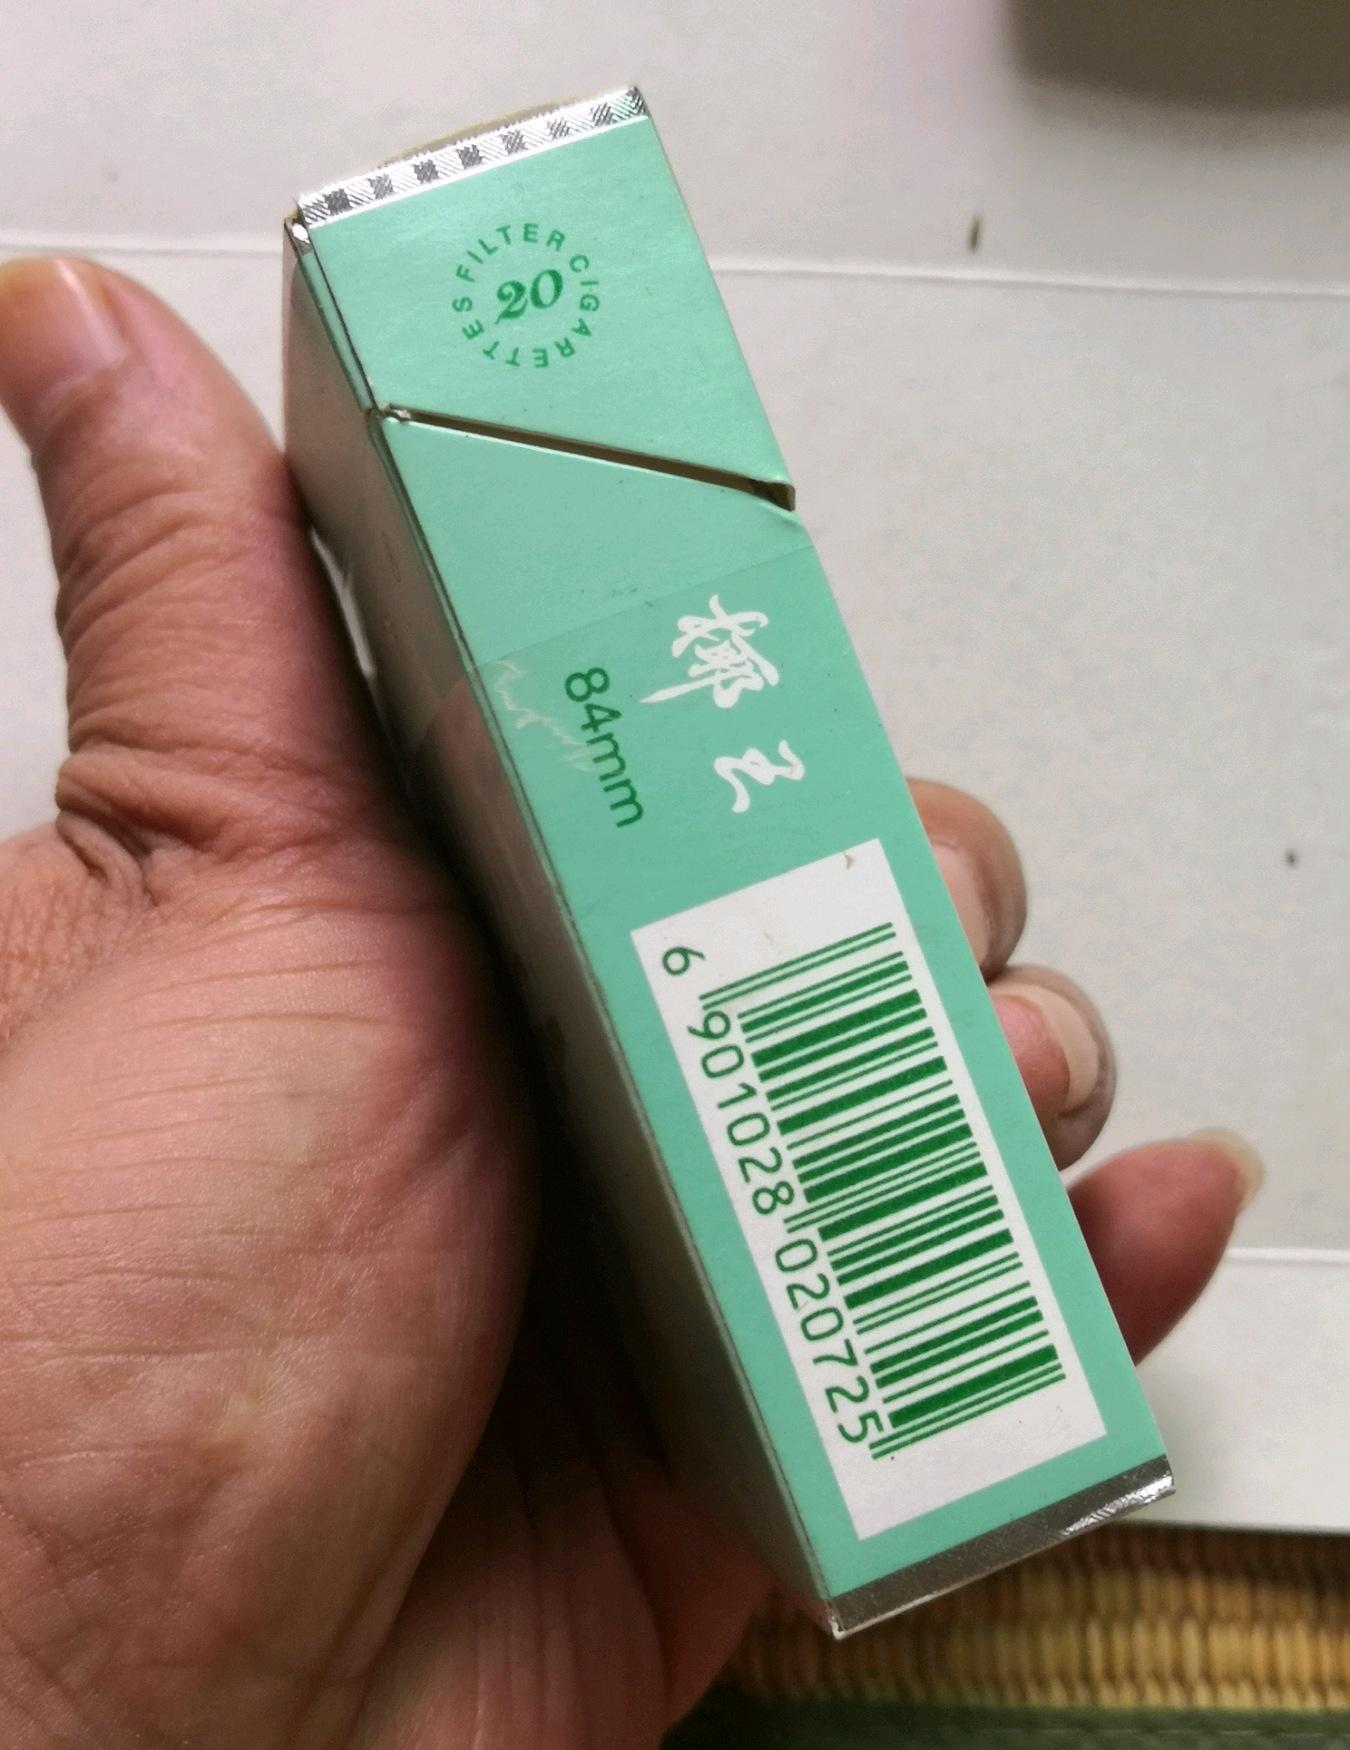 FILTER CIGARETTES
20
椰王
84mm
6 901028 020725